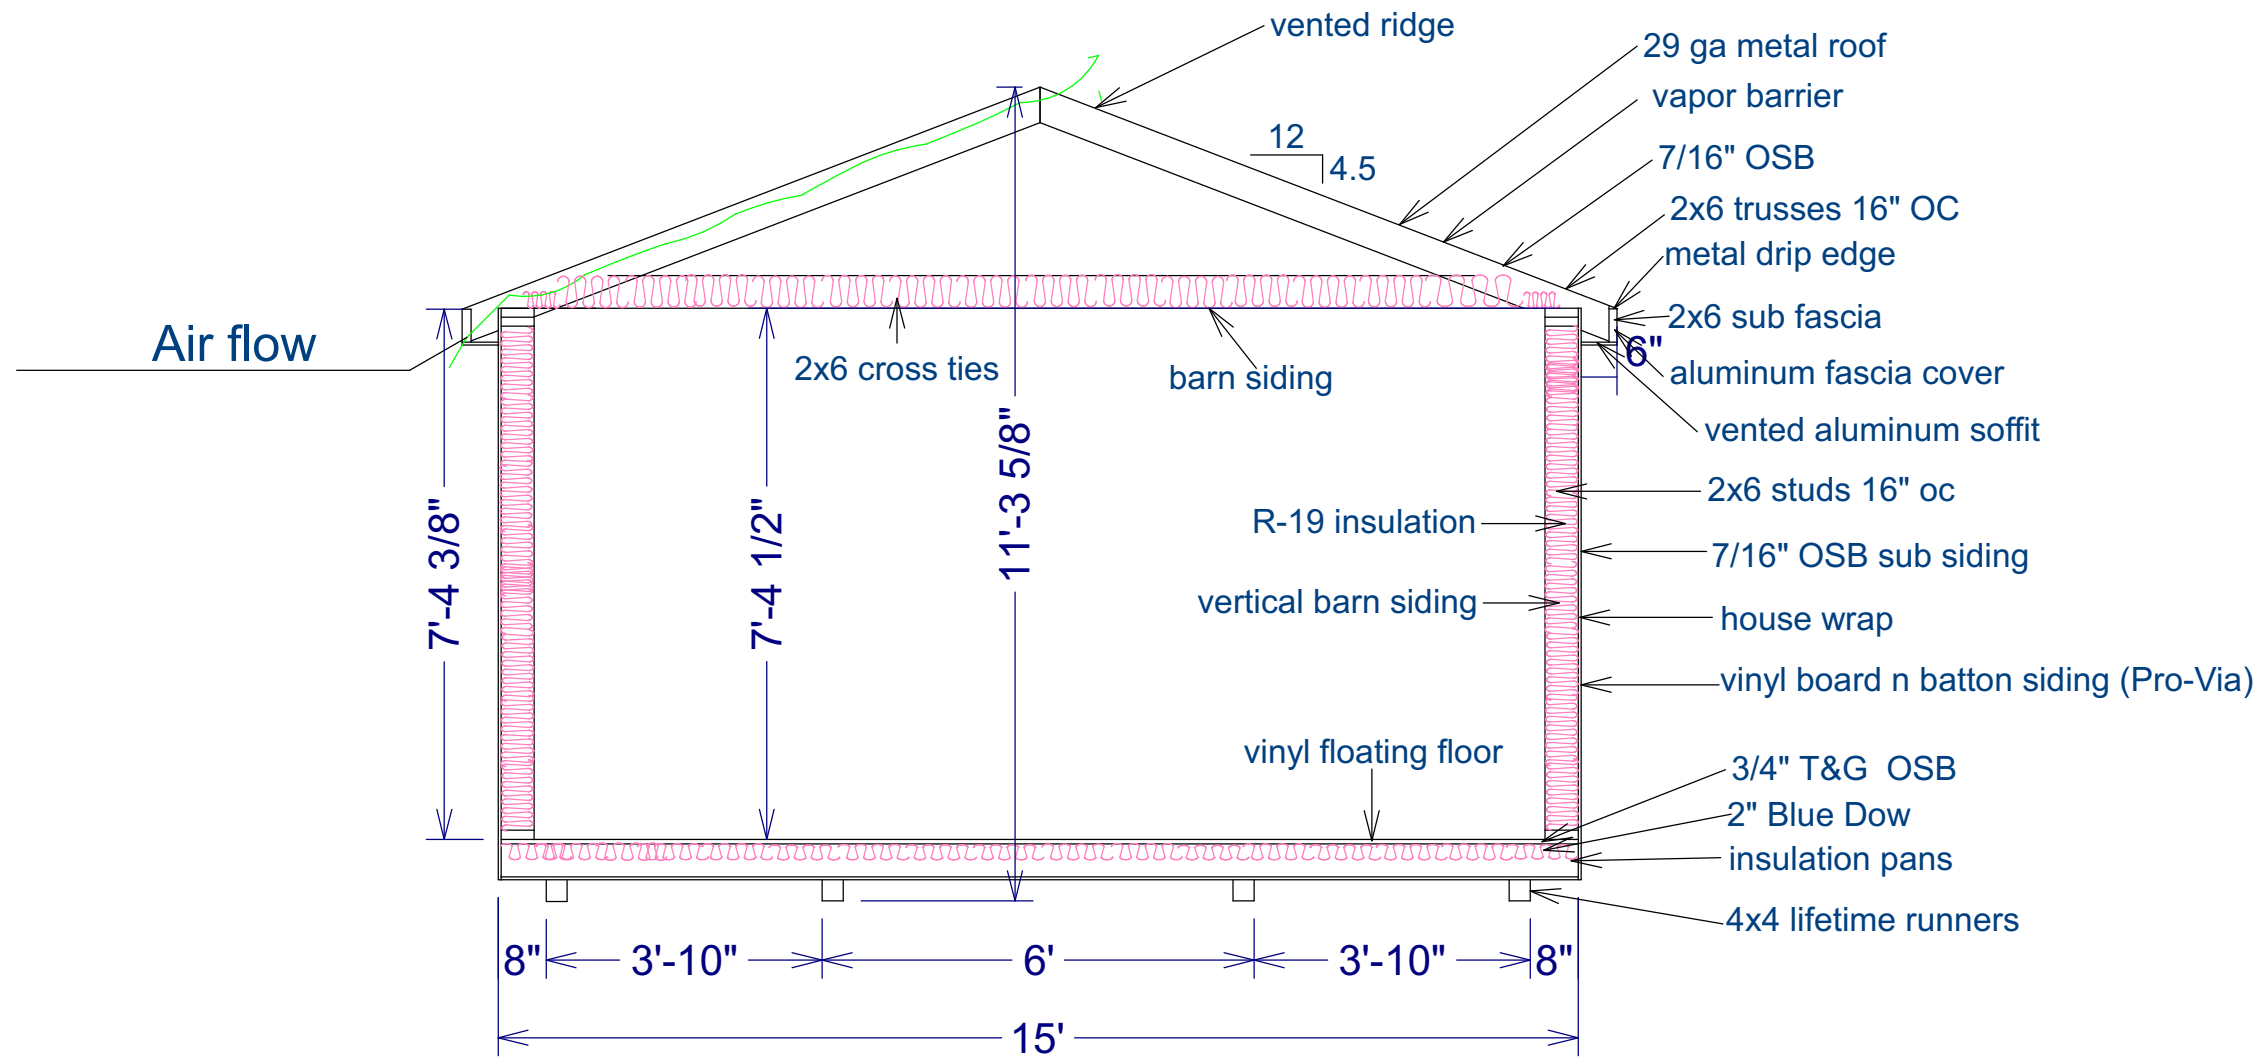 vented ridge
29 ga metal roof
vapor barrier
12
4.5
7/16" OSB
2x6 trusses 16" OC
metal drip edge
2x6 sub fascia
6"
Air flow
2x6 cross ties
barn siding
aluminum fascia cover
vented aluminum soffit
7'-4 3/8"
7'-4 1/2"
11'-3 5/8"
2x6 studs 16" oc
R-19 insulation
7/16" OSB sub siding
vertical barn siding
house wrap
vinyl board n batton siding (Pro-Via)
vinyl floating floor
3/4" T&G OSB
2" Blue Dow
insulation pans
4x4 lifetime runners
8"
3'-10"
6'
3'-10"
8"
15'